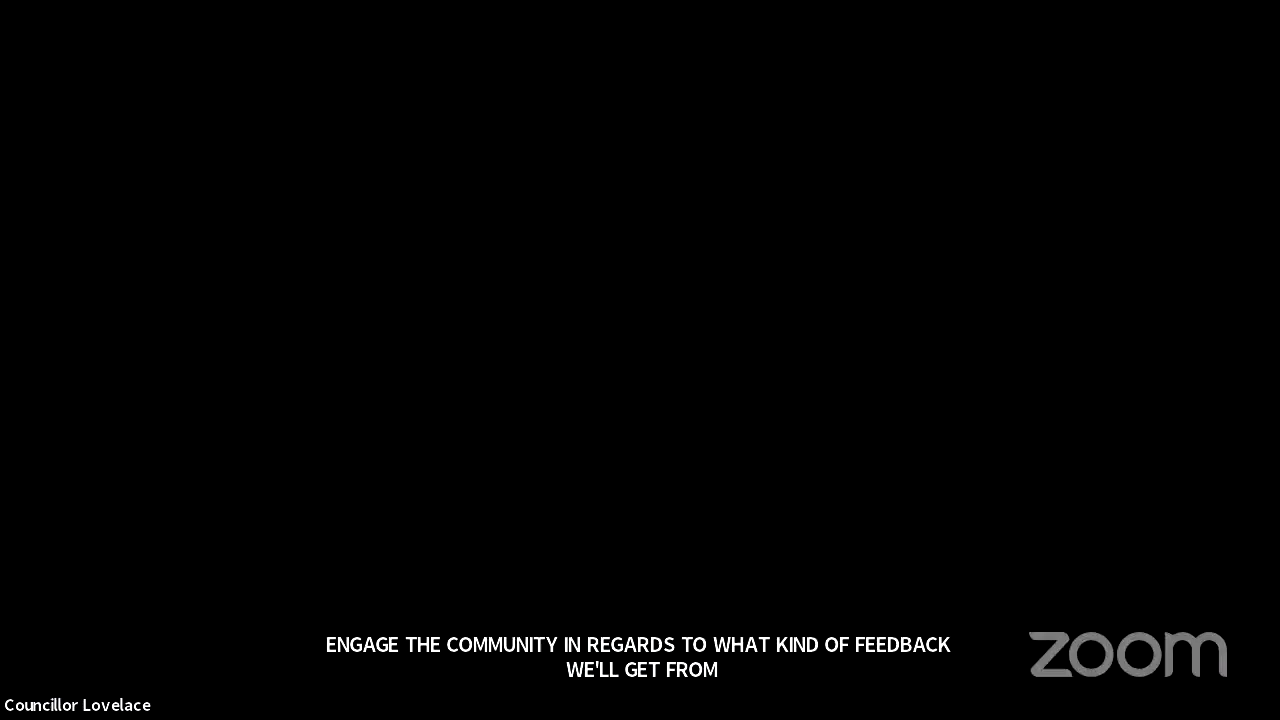 ENGAGE THE COMMUNITY IN REGARDS TO WHAT KIND OF FEEDBACK
WE'LL GET FROM
zoom
Councillor Lovelace